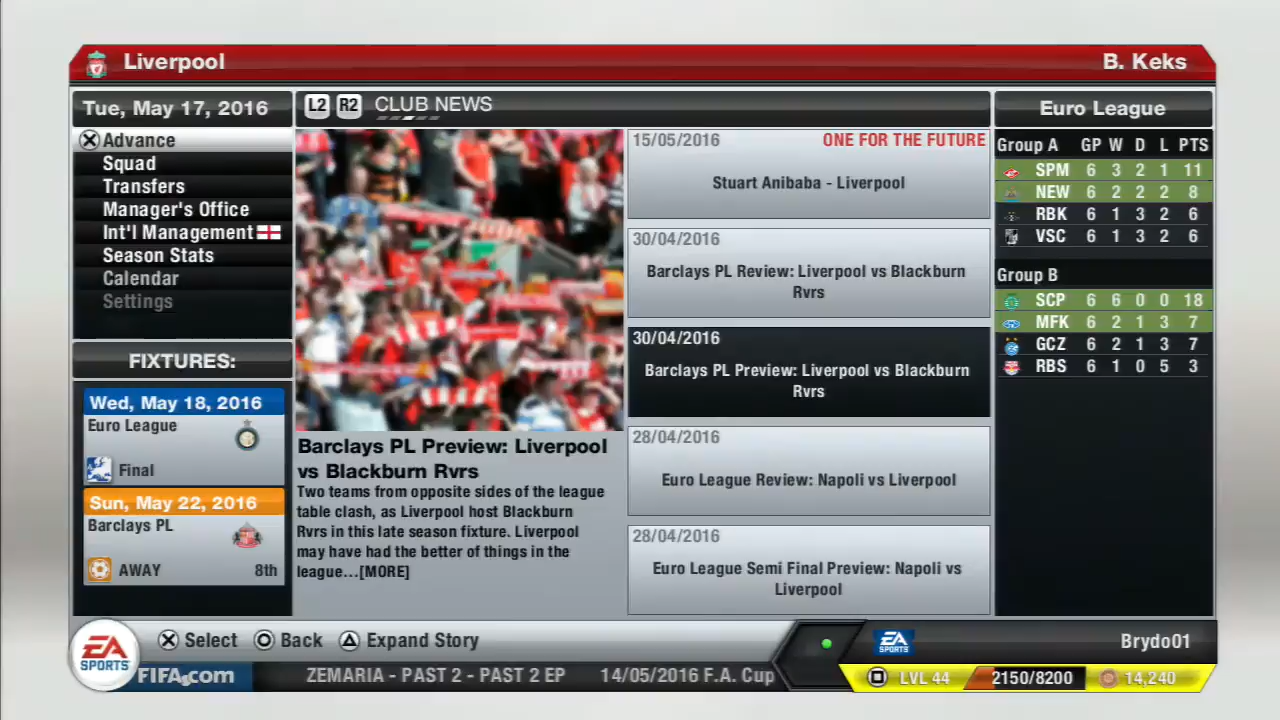 Liverpool
B. Keks
Tue, May 17, 2016
Advance
Squad
Transfers
Manager's Office
Int'l Management
Season Stats
Calendar
Settings
FIXTURES:
Wed, May 18, 2016
Euro League
Final
Sun, May 22, 2016
Barclays PL
AWAY 8th
L2 R2 CLUB NEWS
Barclays PL Preview: Liverpool
vs Blackburn Rvrs
Two teams from opposite sides of the league
table clash, as Liverpool host Blackburn
Rvrs in this late season fixture. Liverpool
may have had the better of things in the
league...[MORE]
15/05/2016 ONE FOR THE FUTURE
Stuart Anibaba - Liverpool
30/04/2016
Barclays PL Review: Liverpool vs Blackburn
Rvrs
30/04/2016
Barclays PL Preview: Liverpool vs Blackburn
Rvrs
28/04/2016
Euro League Review: Napoli vs Liverpool
28/04/2016
Euro League Semi Final Preview: Napoli vs
Liverpool
Euro League
Group A GP W D L PTS
SPM 6 3 2 1 11
NEW 6 2 2 2 8
RBK 6 1 3 2 6
VSC 6 1 3 2 6
Group B
SCP 6 6 0 0 18
MFK 6 2 1 3 7
GCZ 6 2 1 3 7
RBS 6 1 0 5 3
EA SPORTS
Select Back Expand Story
EA SPORTS
Brydo01
FIFA.com
ZEMARIA - PAST 2 - PAST 2 EP 14/05/2016 F.A. Cup
LVL 44 2150/8200 14,240